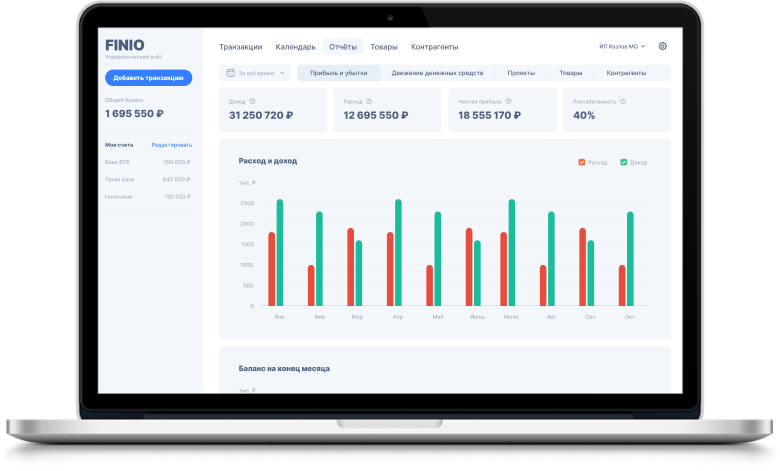 FINIO
Управленческий учёт
Добавить транзакцию
Общий баланс
1 695 550 ₽
Мои счета Редактировать
Банк ВТБ 700 000 ₽
Точка Банк 845 000 ₽
Наличные 150 550 ₽
Транзакции Календарь Отчёты Товары Контрагенты ИП Козлов МО
За всё время Прибыль и убытки Движение денежных средств Проекты Товары Контрагенты
Доход Расход Чистая прибыль Рентабельность
31 250 720 ₽ 12 695 550 ₽ 18 555 170 ₽ 40%
Расход и доход Расход Доход
тыс, ₽
2500
2000
1500
1000
500
0
Янв Фев Мар Апр Май Июнь Июль Авг Сен Окт
Баланс на конец месяца
тыс, ₽